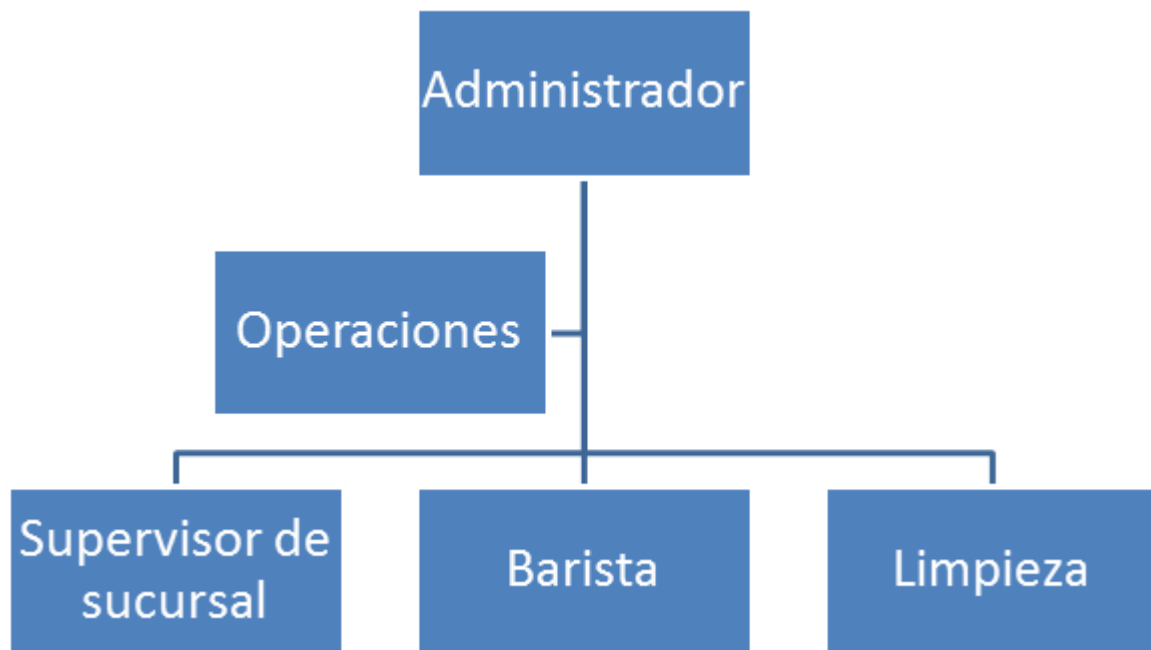 Administrador
Operaciones
Supervisor de
sucursal
Barista
Limpieza